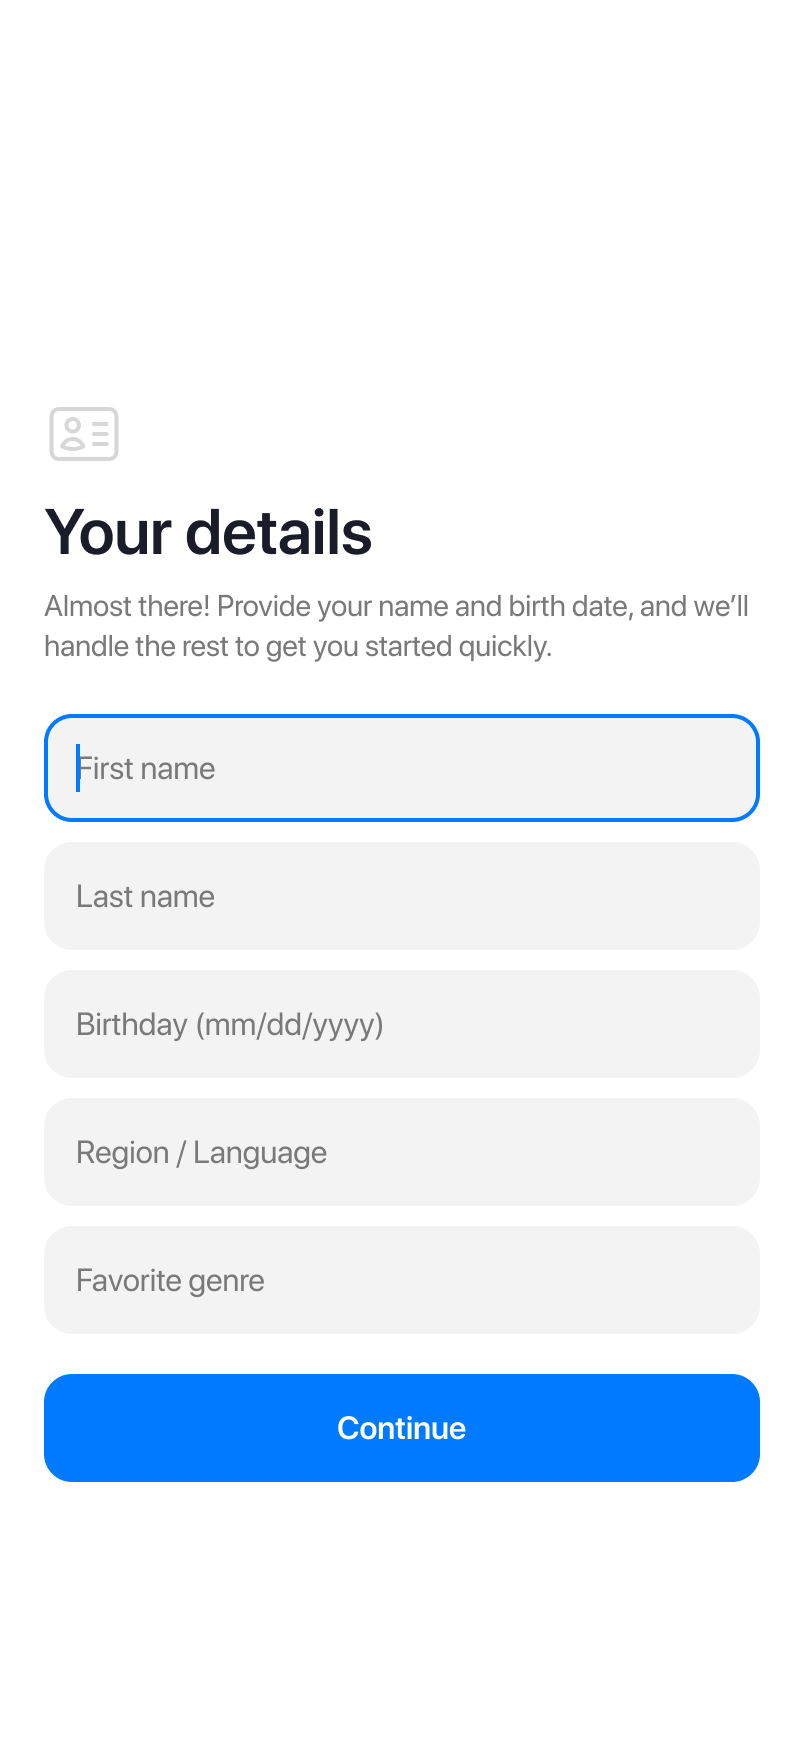 Your details
Almost there! Provide your name and birth date, and we’ll
handle the rest to get you started quickly.
First name
Last name
Birthday (mm/dd/yyyy)
Region / Language
Favorite genre
Continue